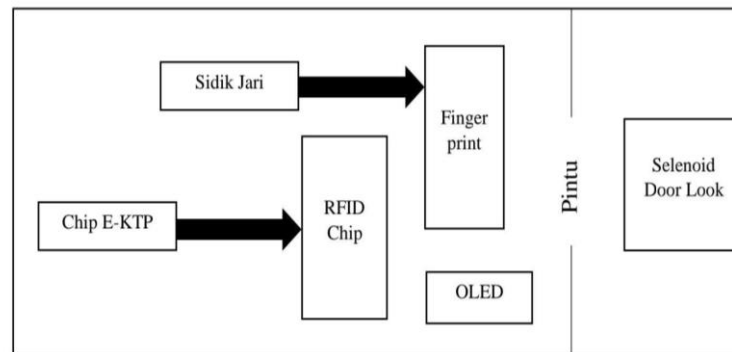 Sidik Jari
Finger
print
Chip E-KTP
RFID
Chip
OLED
Pintu
Selenoid
Door Look